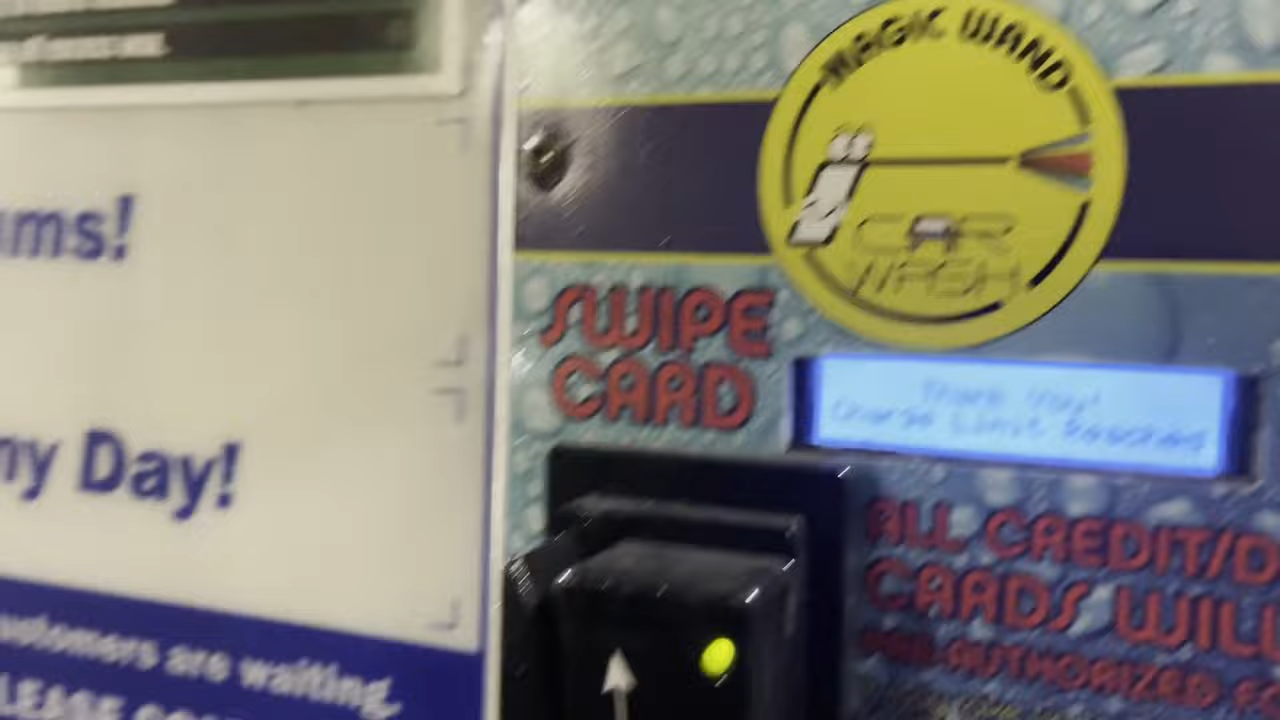 ums!
ny Day!
ustomers are waiting,
MAGIC WAND
CAR
WASH
SWIPE
CARD
Thank You!
Charge Limit Reached
ALL CREDIT/D
CARDS WILL
PRE-AUTHORIZED FO